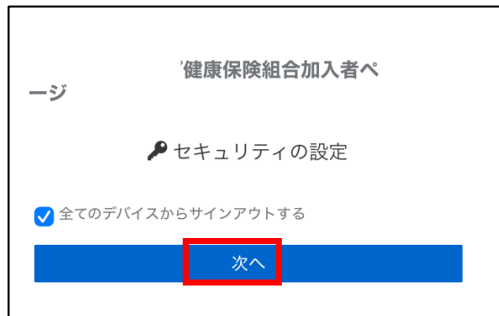 健康保険組合加入者ペ
ージ
セキュリティの設定
全てのデバイスからサインアウトする
次へ